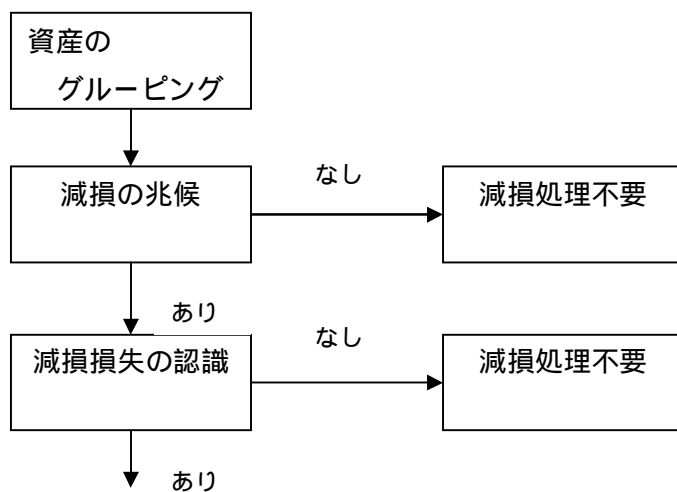 資産の
グルーピング
減損の兆候
なし
減損処理不要
あり
減損損失の認識
なし
減損処理不要
あり